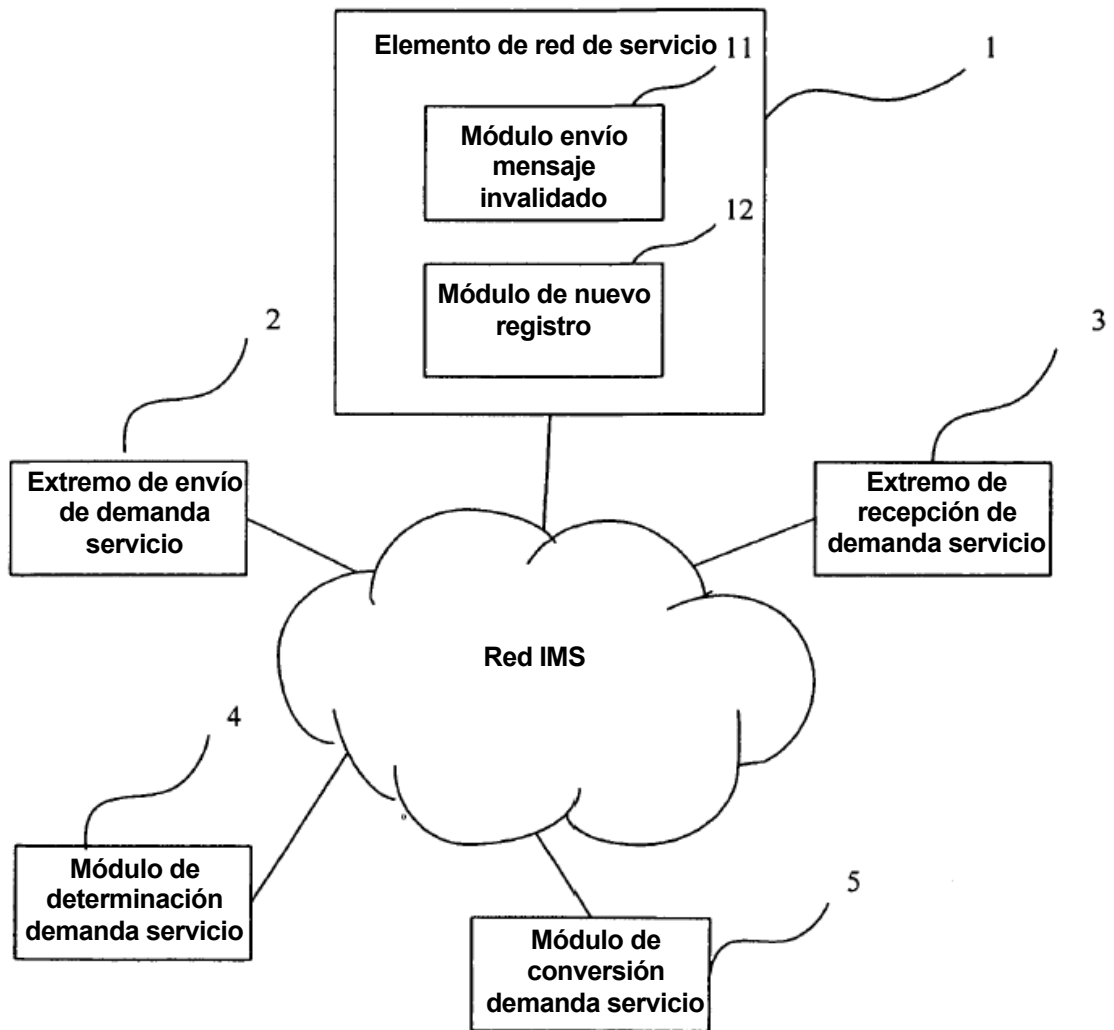 Elemento de red de servicio
11
1
Módulo envío
mensaje
invalidado
12
Módulo de nuevo
registro
2
3
Extremo de envío
de demanda
servicio
Extremo de
recepción de
demanda servicio
Red IMS
4
Módulo de
determinación
demanda servicio
5
Módulo de
conversión
demanda servicio